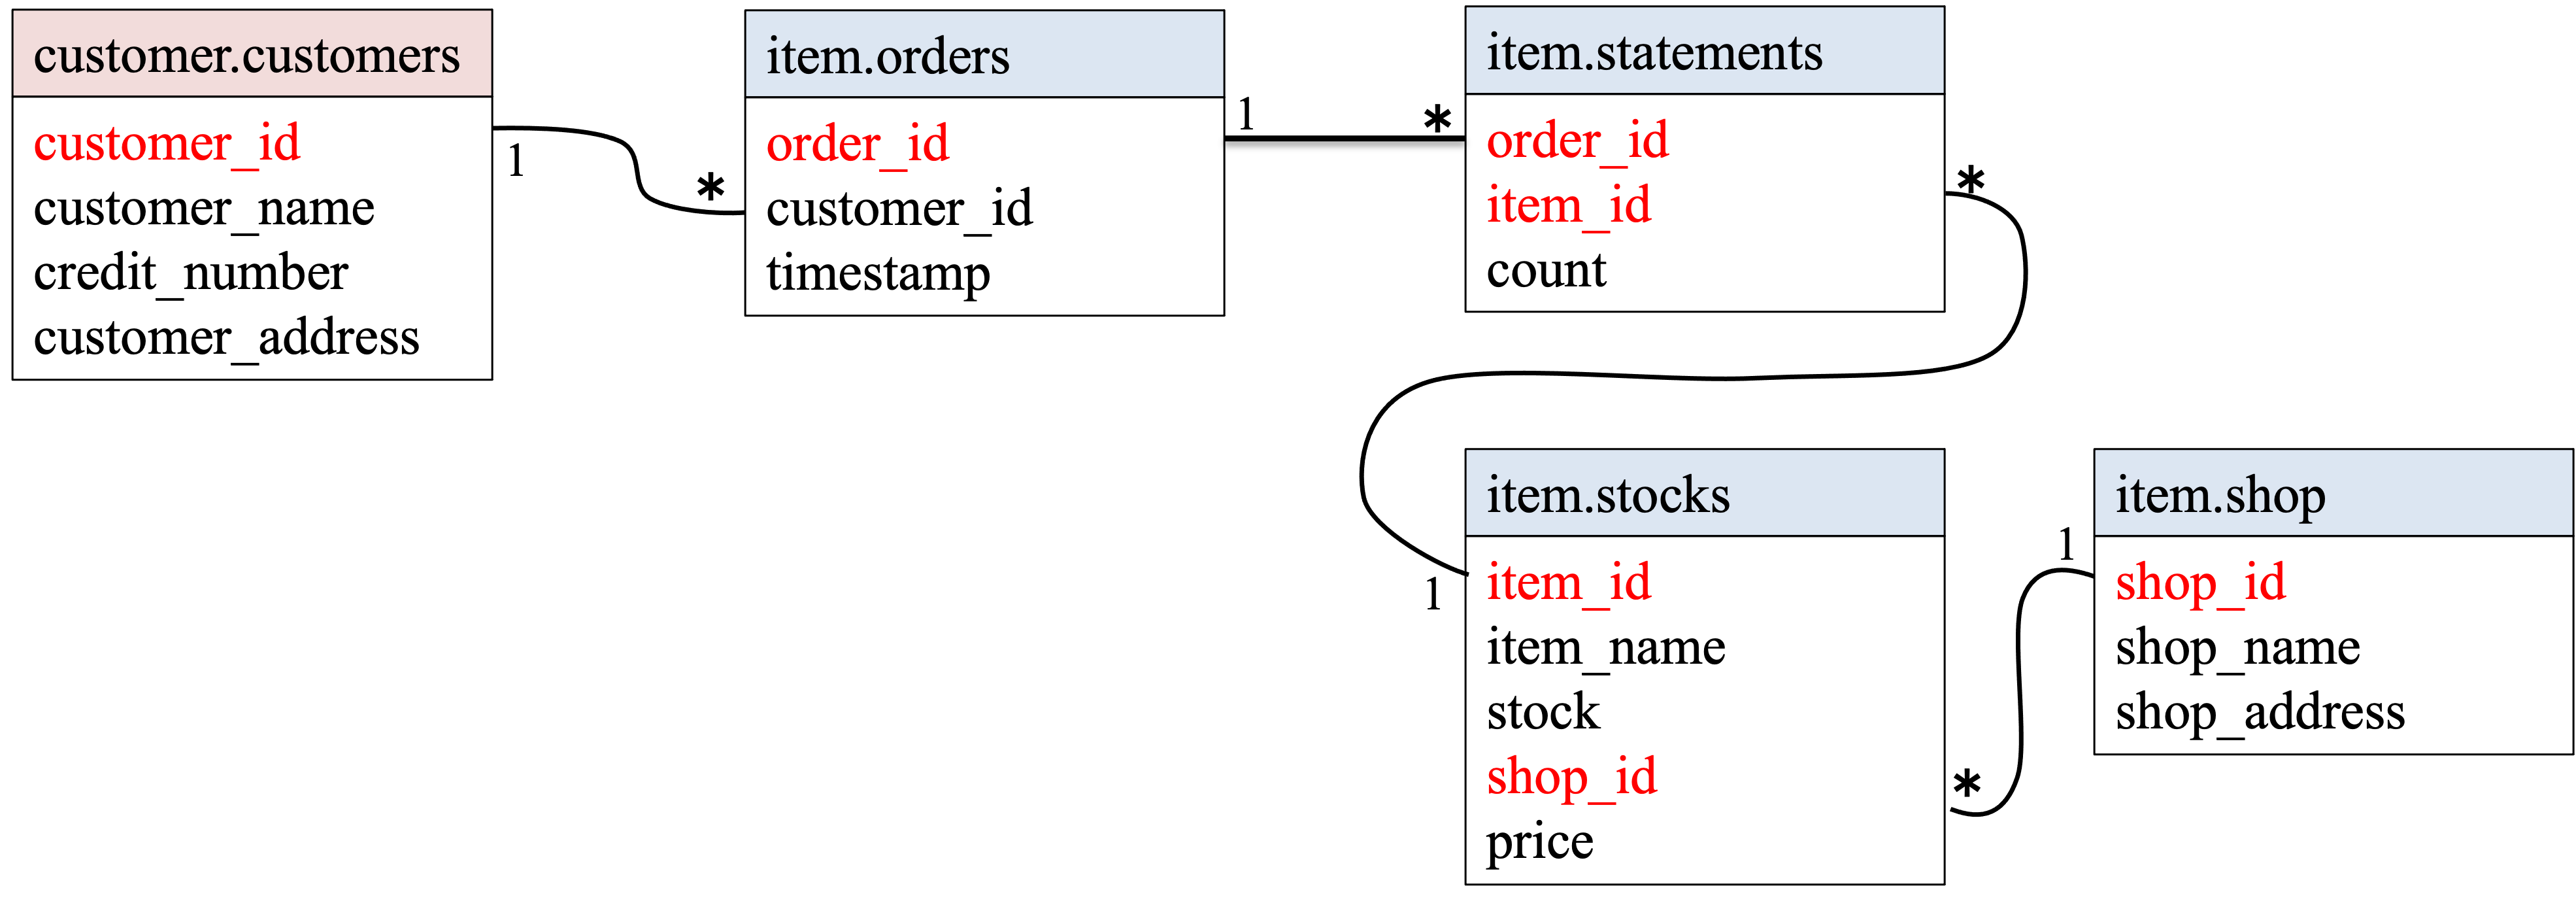 customer.customers
customer_id
customer_name
credit_number
customer_address
1
*
item.orders
order_id
customer_id
timestamp
1
*
item.statements
order_id
item_id
count
*
1
item.stocks
item_id
item_name
stock
shop_id
price
*
1
item.shop
shop_id
shop_name
shop_address